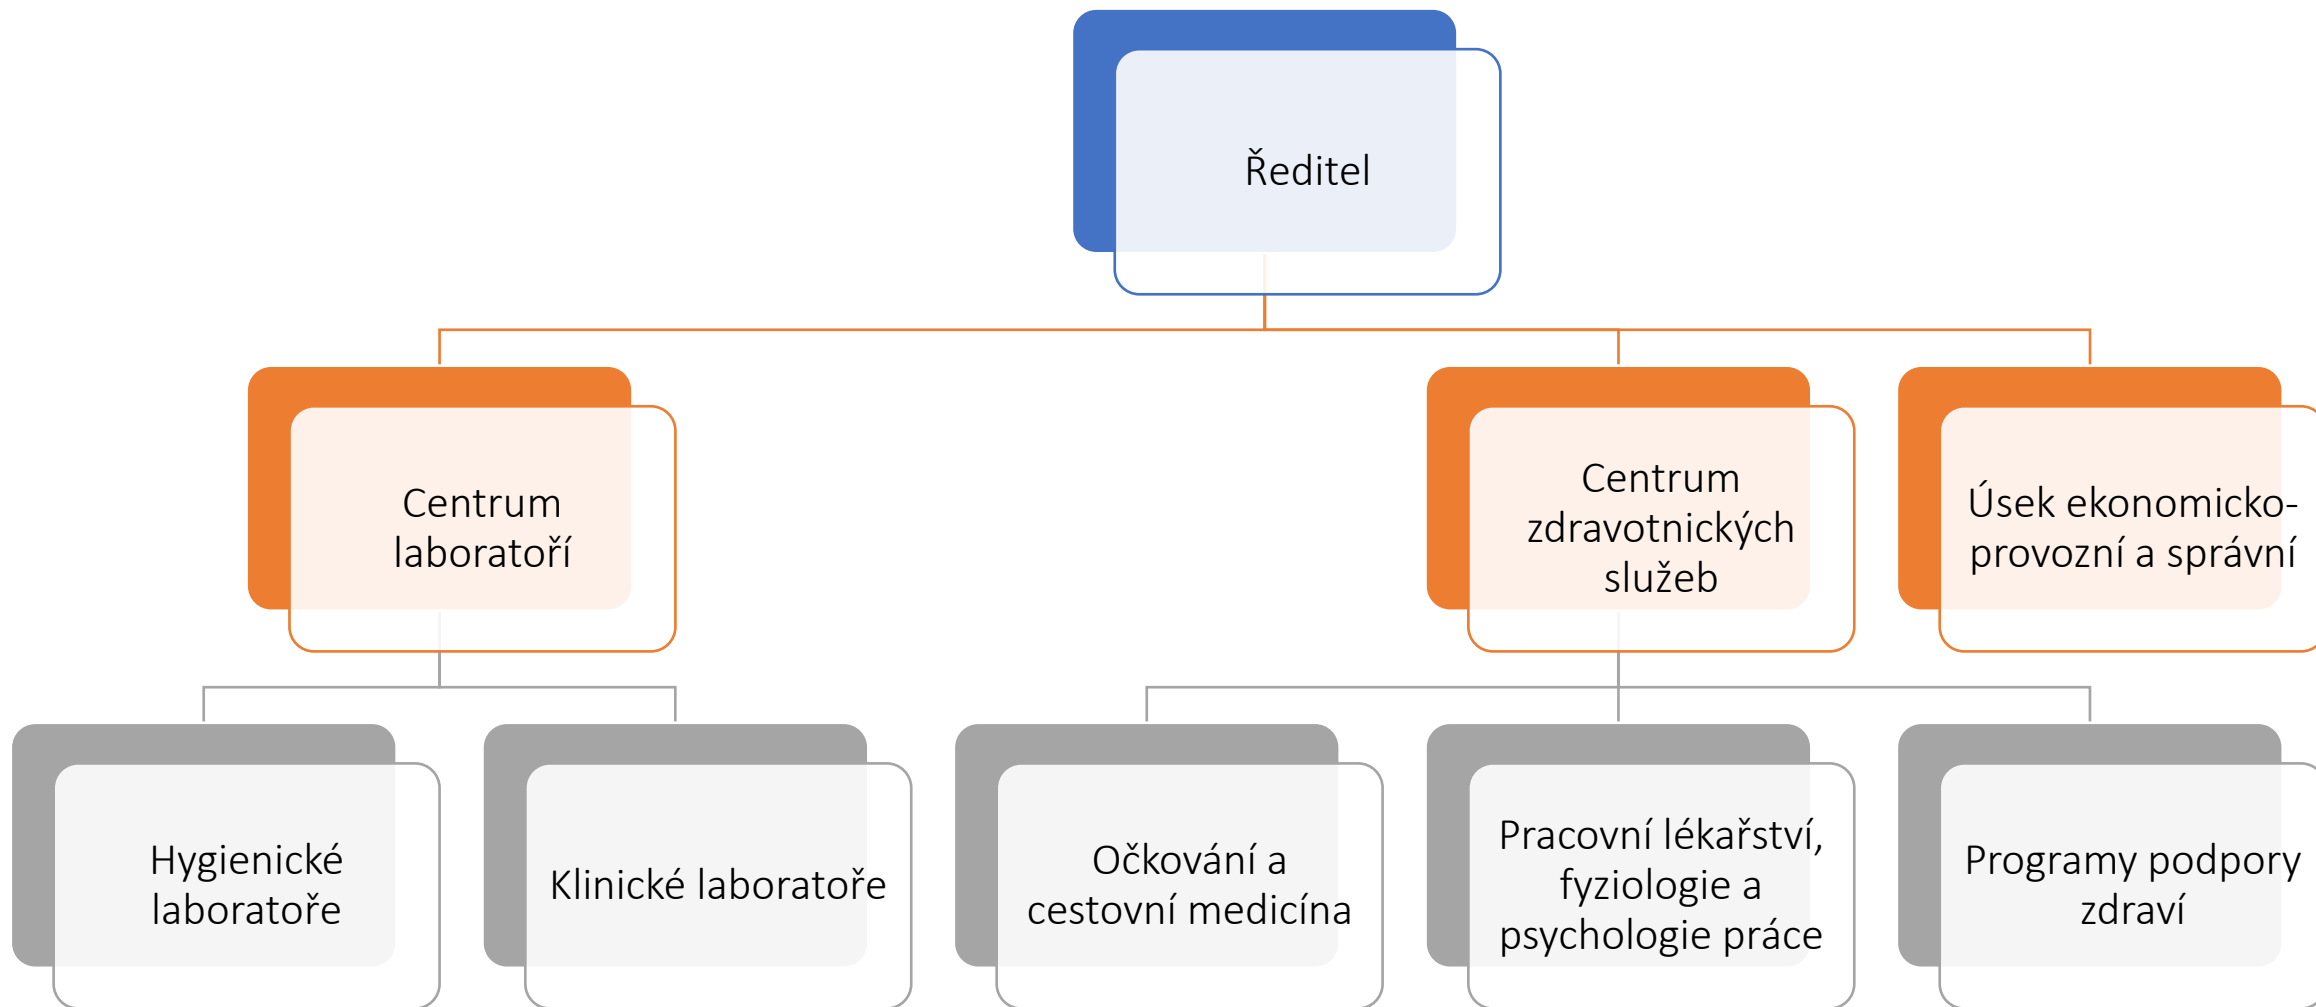 Ředitel
Centrum
laboratoří
Centrum
zdravotnických
služeb
Úsek ekonomicko-
provozní a správní
Hygienické
laboratoře
Klinické laboratoře
Očkování a
cestovní medicína
Pracovní lékařství,
fyziologie a
psychologie práce
Programy podpory
zdraví